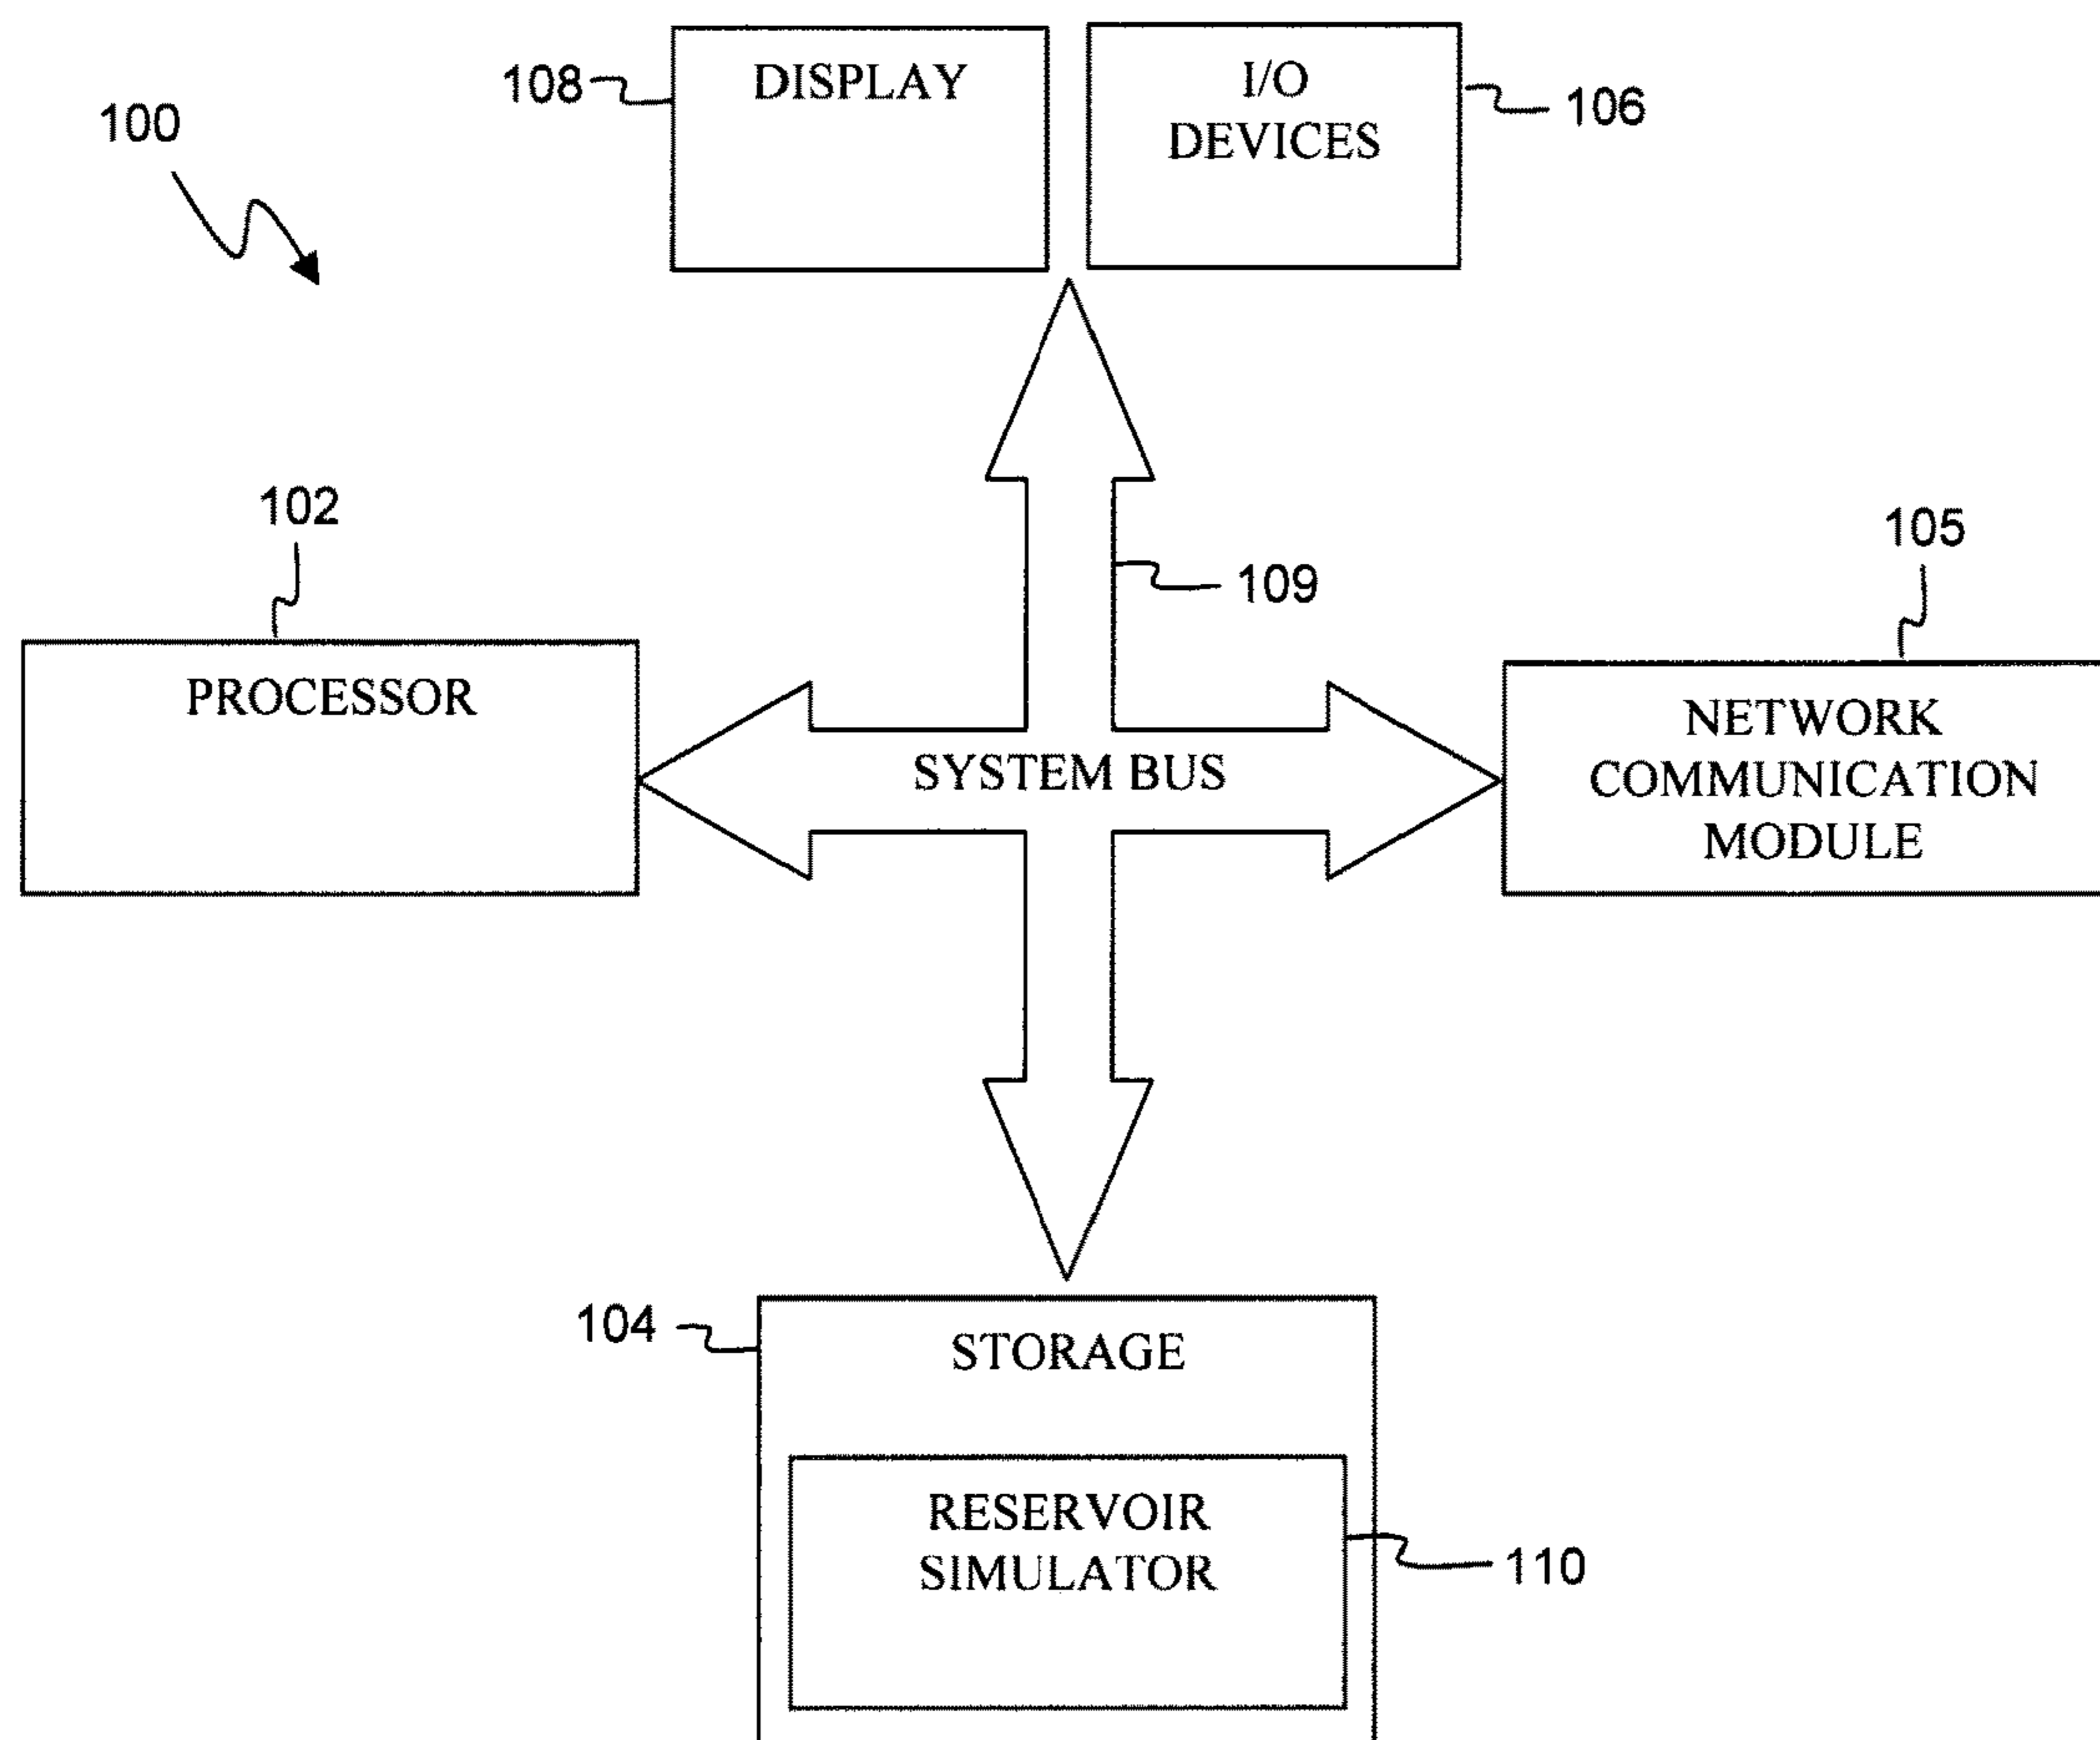 108
DISPLAY
I/O
DEVICES
106
100
102
109
105
PROCESSOR
SYSTEM BUS
NETWORK
COMMUNICATION
MODULE
104
STORAGE
RESERVOIR
SIMULATOR
110